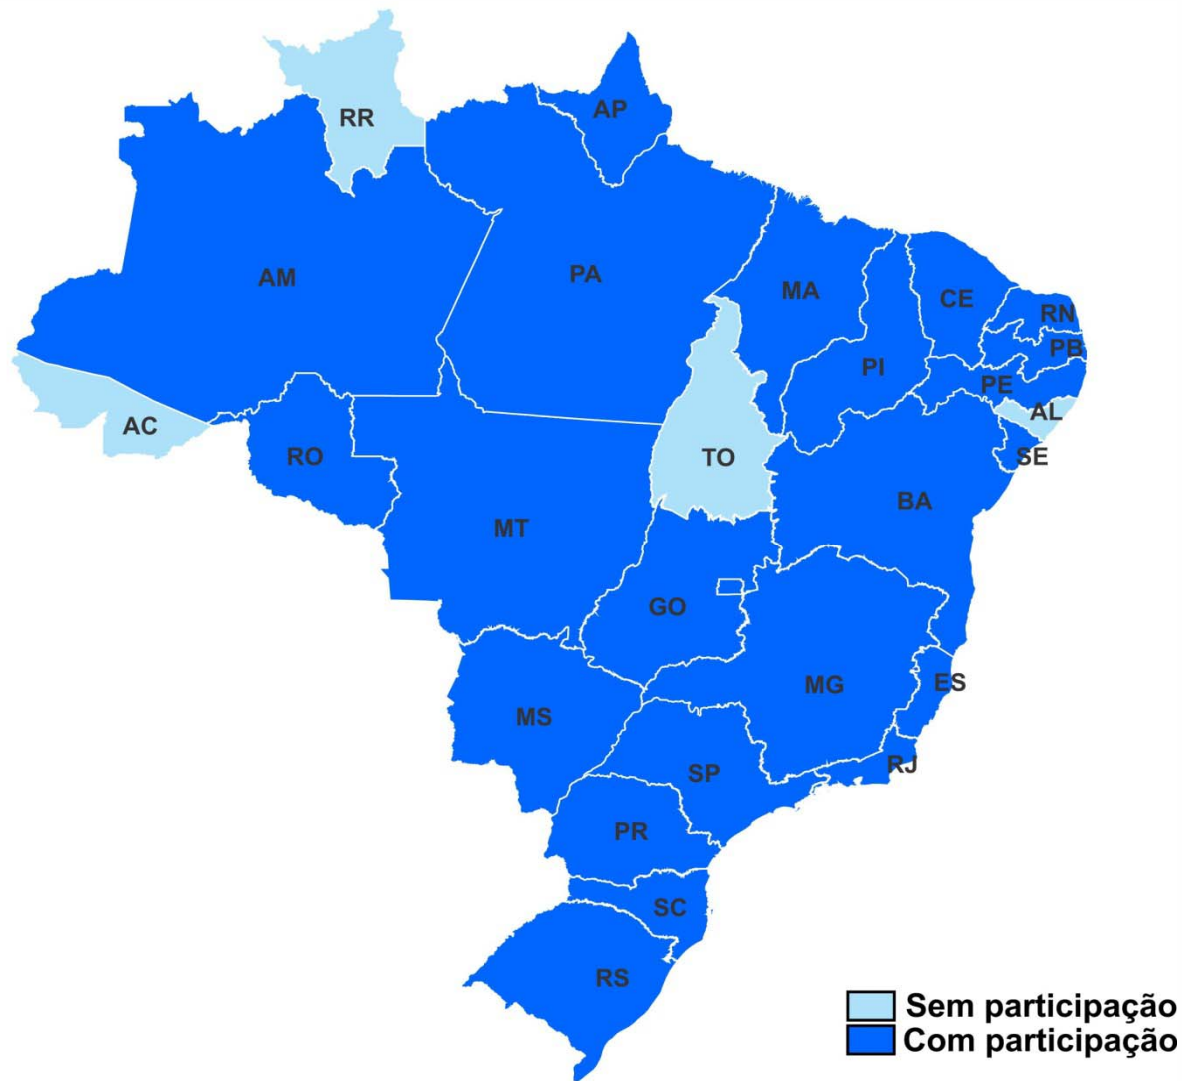 RR
AP
AM
PA
MA
CE
RN
PB
PI
PE
AL
AC
RO
TO
SE
BA
MT
GO
MG
ES
MS
RJ
SP
PR
SC
RS
Sem participação
Com participação